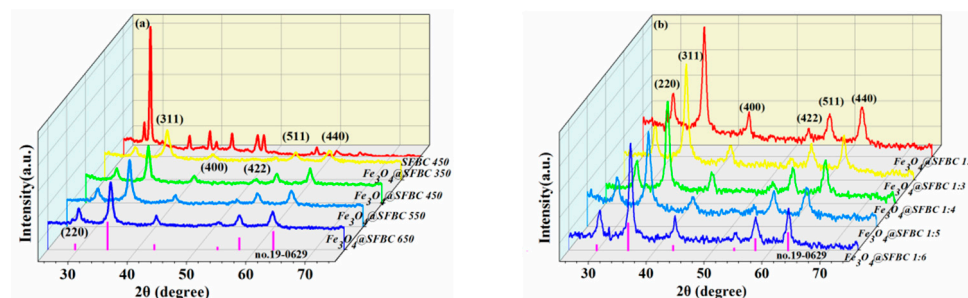 (a)
(311)
(511)
(440)
(400)
(422)
(220)
SFBC 450
Fe3O4@SFBC 350
Fe3O4@SFBC 450
Fe3O4@SFBC 550
Fe3O4@SFBC 650
no.19-0629
Intensity(a.u.)
30 40 50 60 70
2θ (degree)
(b)
(311)
(220)
(400)
(422)
(511)
(440)
Fe3O4@SFBC
Fe3O4@SFBC 1:3
Fe3O4@SFBC 1:4
Fe3O4@SFBC 1:5
Fe3O4@SFBC 1:6
no.19-0629
Intensity(a.u.)
30 40 50 60 70
2θ (degree)